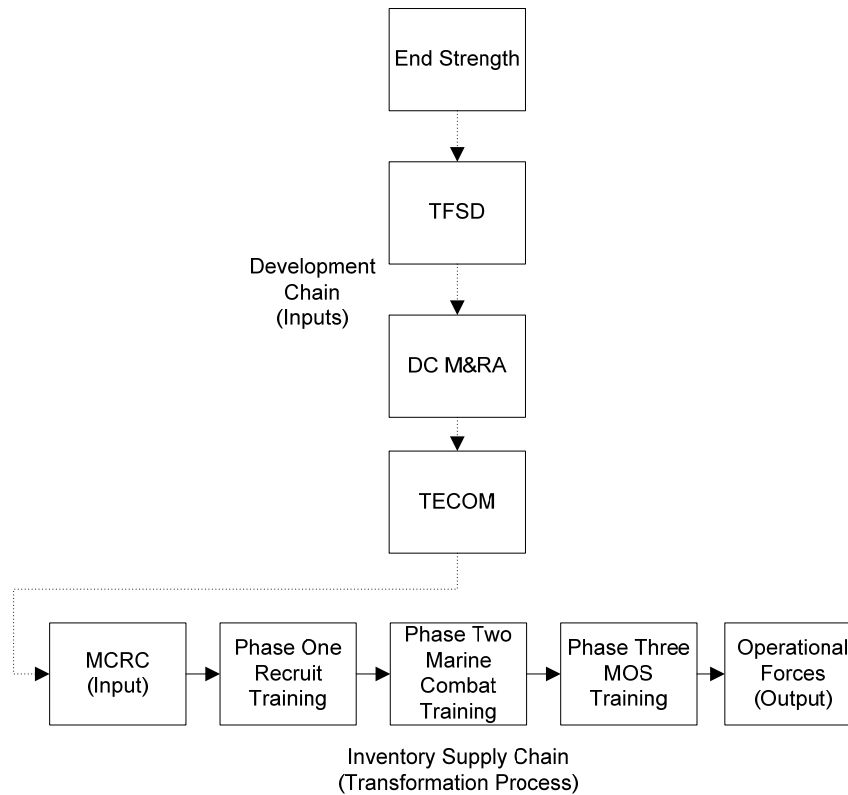 End Strength
TFSD
Development
Chain
(Inputs)
DC M&RA
TECOM
MCRC
(Input)
Phase One
Recruit
Training
Phase Two
Marine
Combat
Training
Phase Three
MOS
Training
Operational
Forces
(Output)
Inventory Supply Chain
(Transformation Process)